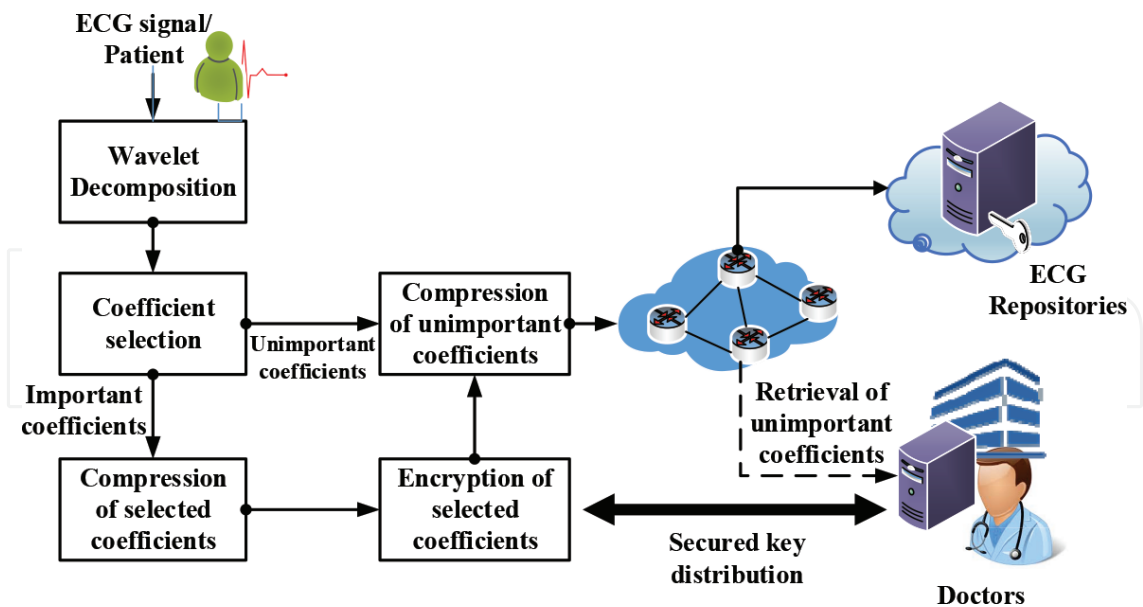 ECG signal/
Patient
Wavelet
Decomposition
Coefficient
selection
Unimportant
coefficients
Important
coefficients
Compression
of selected
coefficients
Encryption of
selected
coefficients
Compression
of unimportant
coefficients
ECG
Repositories
Retrieval of
unimportant
coefficients
Secured key
distribution
Doctors